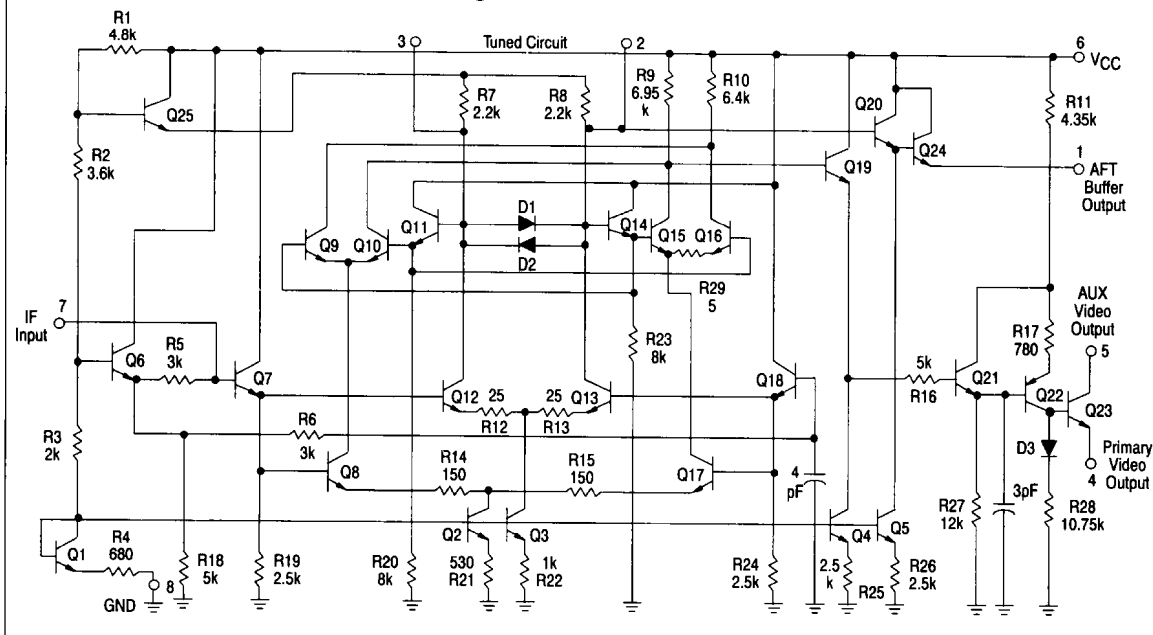 R1
4.8k
3
Tuned Circuit
2
6
VCC
R9
6.95
k
R10
6.4k
Q25
R7
2.2k
R8
2.2k
Q20
R11
4.35k
R2
3.6k
Q19
Q24
1
AFT
Buffer
Output
D1
Q11
Q14
Q9
Q10
Q15
Q16
D2
R29
5
IF
Input
7
AUX
Video
Output
R5
3k
R23
8k
R17
780
5
Q6
Q7
Q18
5k
R16
Q21
Q22
Q23
Q12
25
R12
25
R13
Q13
R6
3k
R3
2k
D3
Primary
Video
Output
4
Q8
R14
150
R15
150
Q17
4
pF
3pF
R27
12k
R28
10.75k
Q1
R4
680
Q2
Q3
Q4
Q5
8
GND
R18
5k
R19
2.5k
R20
8k
530
R21
1k
R22
R24
2.5k
2.5
k
R25
R26
2.5k